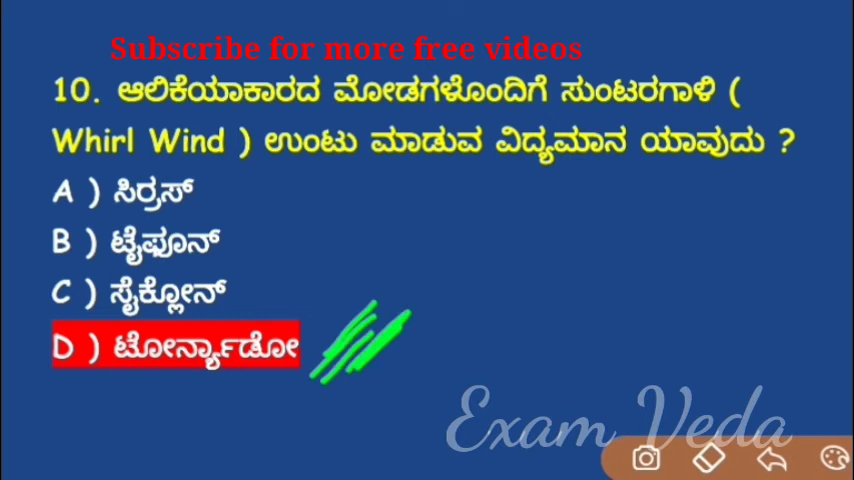 Subscribe for more free videos
10. ಆಲಿಕೆಯಾಕಾರದ ಮೋಡಗಳೊಂದಿಗೆ ಸುಂಟರಗಾಳಿ (
Whirl Wind ) ಉಂಟು ಮಾಡುವ ವಿದ್ಯಮಾನ ಯಾವುದು ?
A ) ಸಿರ್ರಸ್
B ) ಟೈಫೂನ್
C ) ಸೈಕ್ಲೋನ್
D ) ಟೋರ್ನ್ಯಾಡೋ
Exam Veda